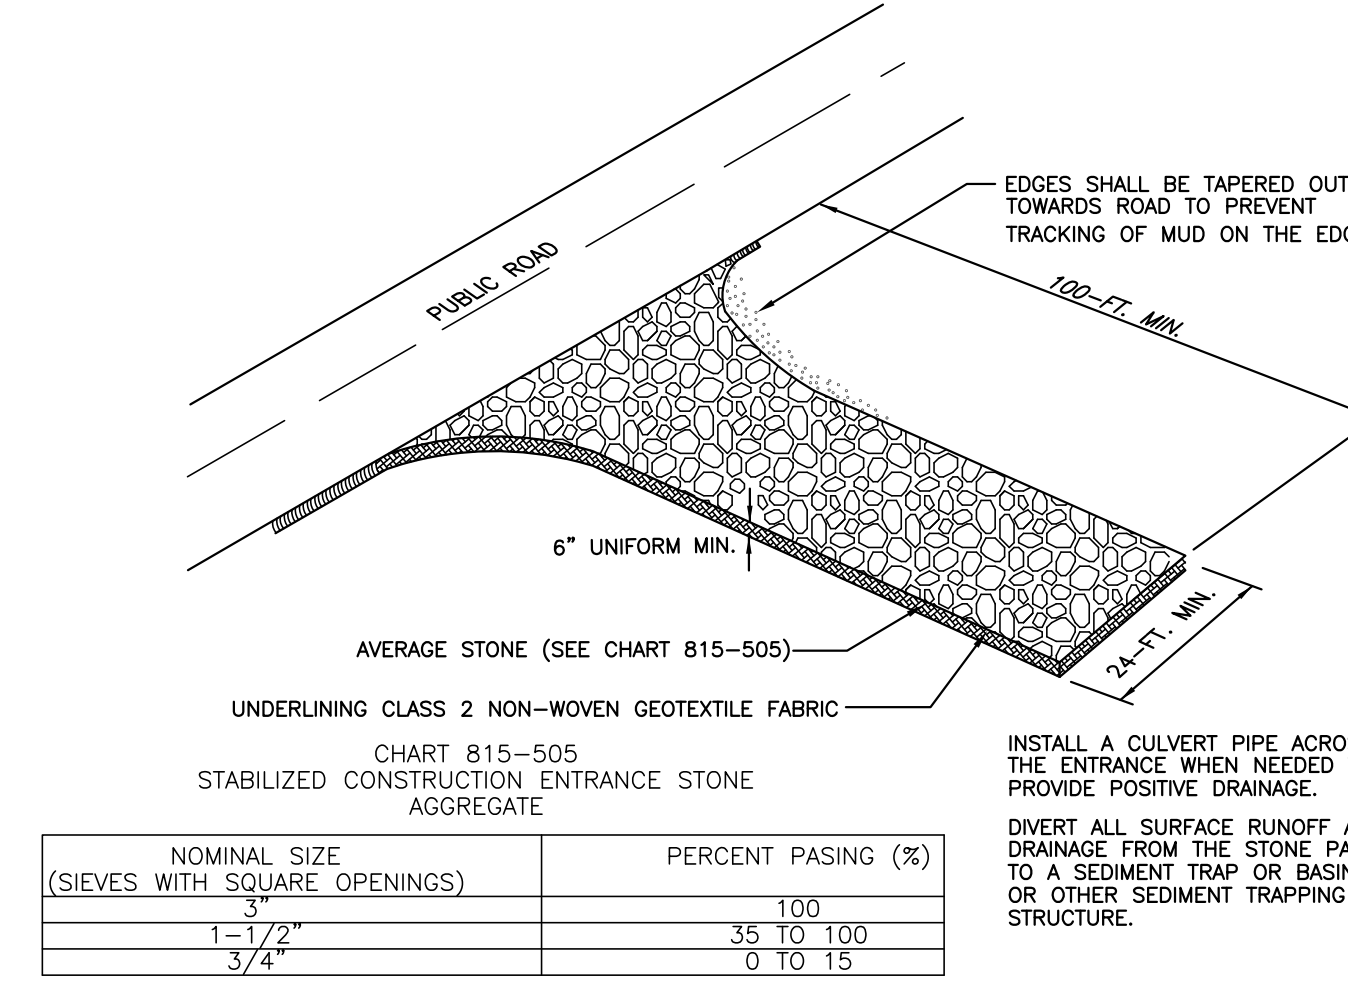 EDGES SHALL BE TAPERED OUT
TOWARDS ROAD TO PREVENT
TRACKING OF MUD ON THE
PUBLIC ROAD
100-FT. MIN.
6" UNIFORM MIN.
24-FT. MIN.
AVERAGE STONE (SEE CHART 815-505)
UNDERLINING CLASS 2 NON-WOVEN GEOTEXTILE FABRIC
CHART 815-505
STABILIZED CONSTRUCTION ENTRANCE STONE
AGGREGATE
NOMINAL SIZE
(SIEVES WITH SQUARE OPENINGS)
PERCENT PASING (%)
3" 100
1-1/2" 35 TO 100
3/4" 0 TO 15
INSTALL A CULVERT PIPE
THE ENTRANCE WHEN NEEDED
PROVIDE POSITIVE DRAINAGE.
DIVERT ALL SURFACE RUNOFF
DRAINAGE FROM THE STONE
TO A SEDIMENT TRAP OR
OR OTHER SEDIMENT TRAPPING
STRUCTURE.